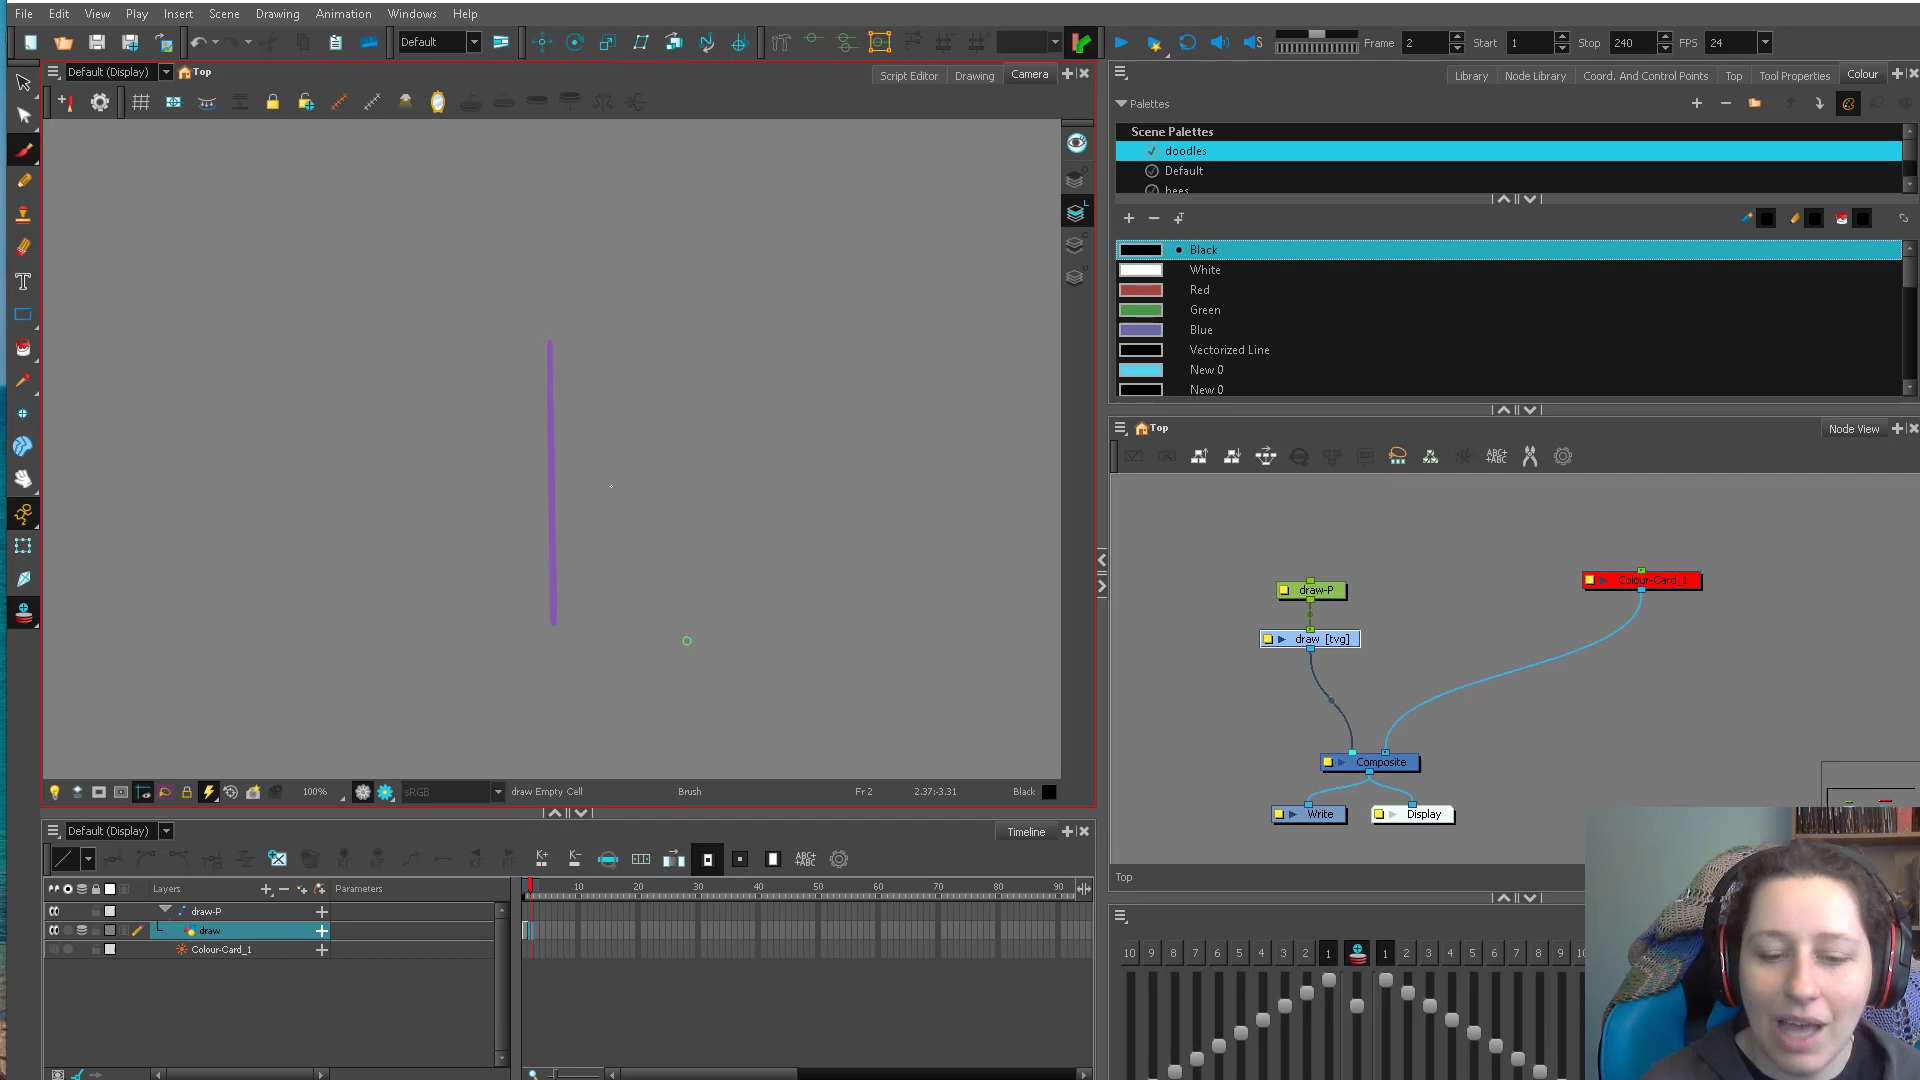 File Edit View Play Insert Scene Drawing Animation Windows Help
Default Frame 2 Start 1 Stop 240 FPS 24
Default (Display) Top Script Editor Drawing Camera
Library Node Library Coord. And Control Points Top Tool Properties Colour
Palettes
Scene Palettes
doodles
Default
bees
Black
White
Red
Green
Blue
Vectorized Line
New 0
New 0
Top Node View
ABC+ ABC
draw-P
Colour-Card_1
draw [tvg]
Composite
Write Display
Top
100% sRGB draw Empty Cell Brush Fr 2 2.37:-3.31 Black
Default (Display) Timeline
K+ K- ABC+ ABC
Layers Parameters 10 20 30 40 50 60 70 80 90
draw-P
draw
Colour-Card_1
10 9 8 7 6 5 4 3 2 1 1 2 3 4 5 6 7 8 9